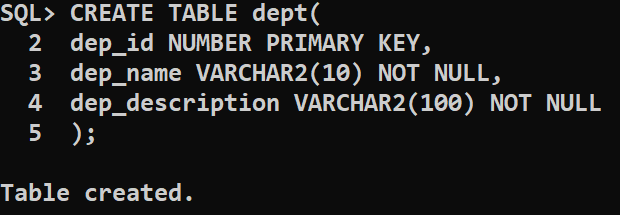 SQL> CREATE TABLE dept(
  2  dep_id NUMBER PRIMARY KEY,
  3  dep_name VARCHAR2(10) NOT NULL,
  4  dep_description VARCHAR2(100) NOT NULL
  5  );

Table created.